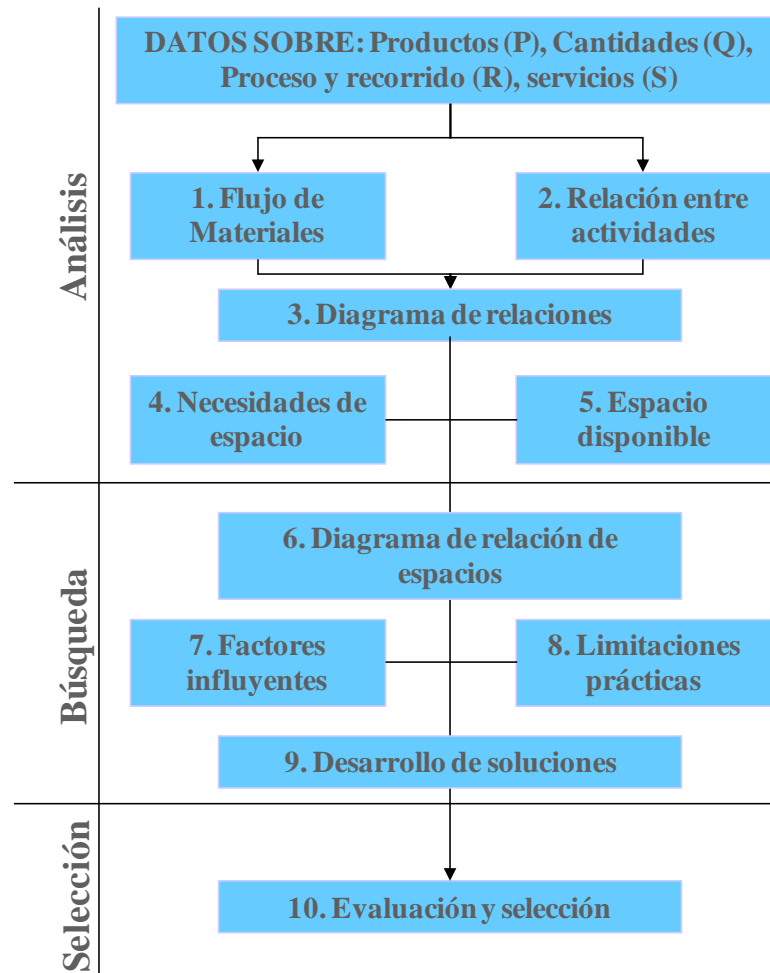 DATOS SOBRE: Productos (P), Cantidades (Q),
Proceso y recorrido (R), servicios (S)
Análisis
1. Flujo de
Materiales
2. Relación entre
actividades
3. Diagrama de relaciones
4. Necesidades de
espacio
5. Espacio
disponible
Búsqueda
6. Diagrama de relación de
espacios
7. Factores
influyentes
8. Limitaciones
prácticas
9. Desarrollo de soluciones
Selección
10. Evaluación y selección